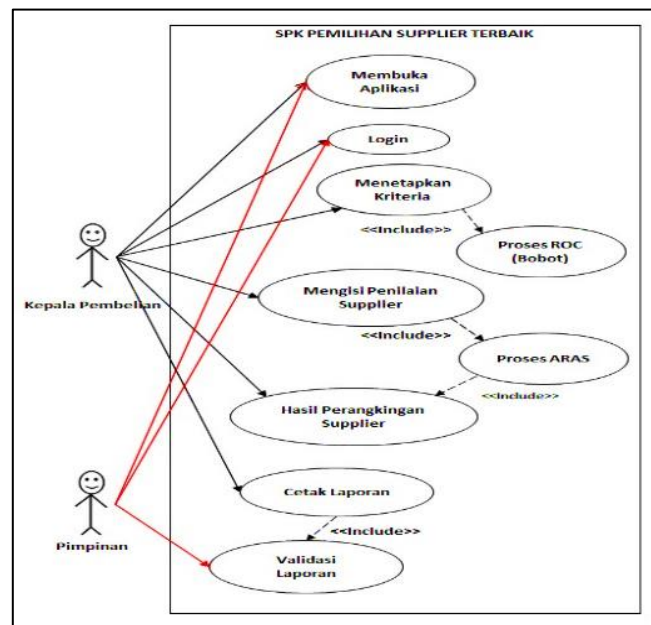 SPK PEMILIHAN SUPPLIER TERBAIK
Membuka
Aplikasi
Login
Menetapkan
Kriteria
<<Include>>
Proses ROC
(Bobot)
Kepala Pembelian
Mengisi Penilaian
Supplier
<<Include>>
Proses ARAS
<<Include>>
Hasil Perangkingan
Supplier
Cetak Laporan
<<Include>>
Pimpinan
Validasi
Laporan